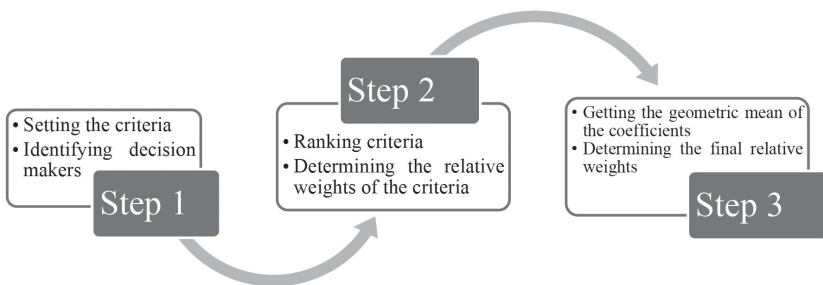 • Setting the criteria
• Identifying decision
makers
Step 1
Step 2
• Ranking criteria
• Determining the relative
weights of the criteria
• Getting the geometric mean of
the coefficients
• Determining the final relative
weights
Step 3